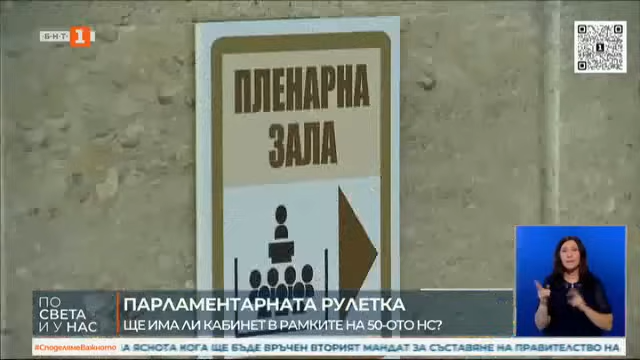 БНТ 1
1
ПЛЕНАРНА
ЗАЛА
ПО
СВЕТА
И У НАС
ПАРЛАМЕНТАРНАТА РУЛЕТКА
ЩЕ ИМА ЛИ КАБИНЕТ В РАМКИТЕ НА 50-ОТО НС?
#СподелямеВажното
ЯСНОТА КОГА ЩЕ БЪДЕ ВРЪЧЕН ВТОРИЯТ МАНДАТ ЗА СЪСТАВЯНЕ НА ПРАВИТЕЛСТВО НА